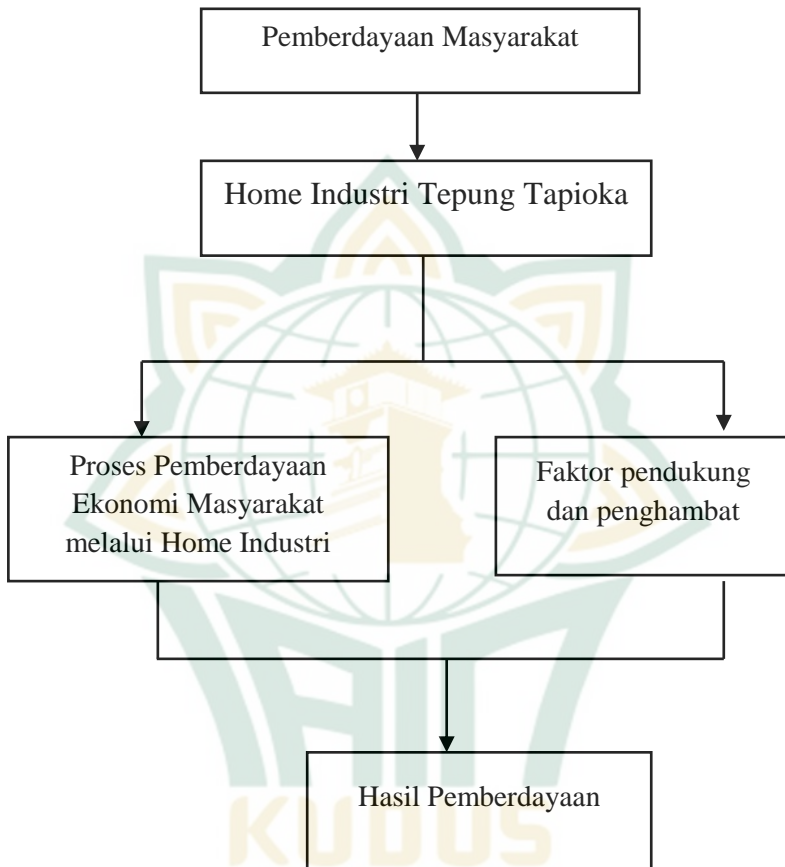 Pemberdayaan Masyarakat
Home Industri Tepung Tapioka
Proses Pemberdayaan
Ekonomi Masyarakat
melalui Home Industri
Faktor pendukung
dan penghambat
Hasil Pemberdayaan
IAIN
KUDUS